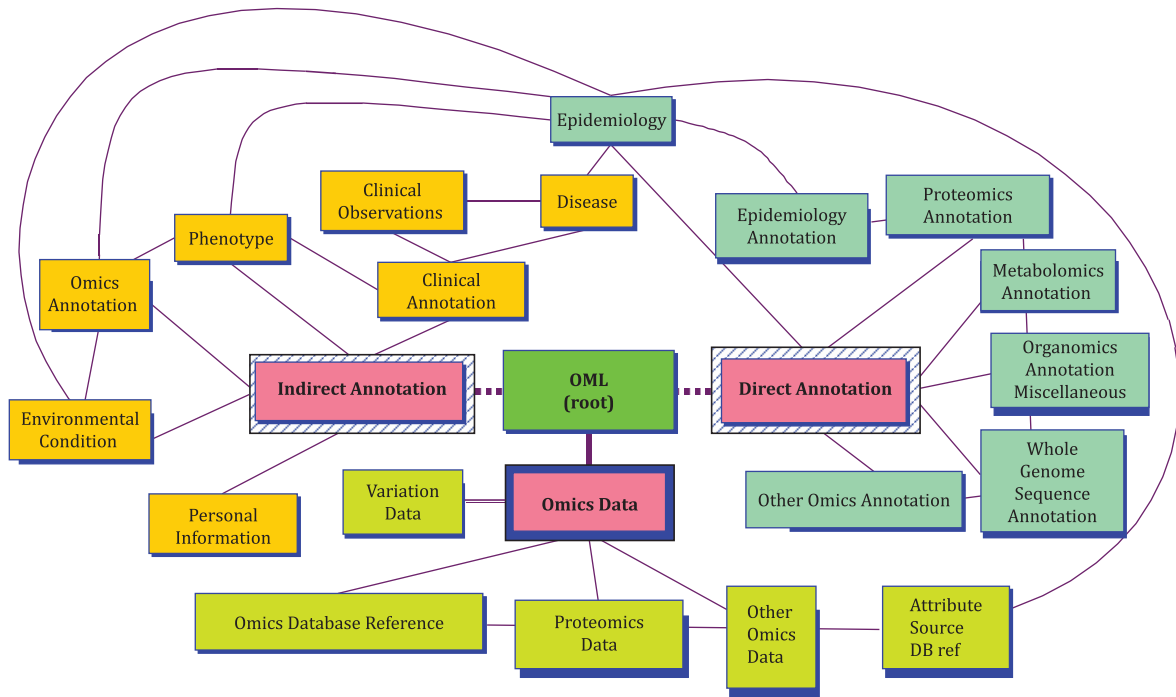 Epidemiology
Clinical
Observations
Disease
Epidemiology
Annotation
Proteomics
Annotation
Phenotype
Omics
Annotation
Clinical
Annotation
Metabolomics
Annotation
Organomics
Annotation
Miscellaneous
Indirect Annotation
OML
(root)
Direct Annotation
Environmental
Condition
Whole
Genome
Sequence
Annotation
Variation
Data
Omics Data
Other Omics Annotation
Personal
Information
Omics Database Reference
Proteomics
Data
Other
Omics
Data
Attribute
Source
DB ref